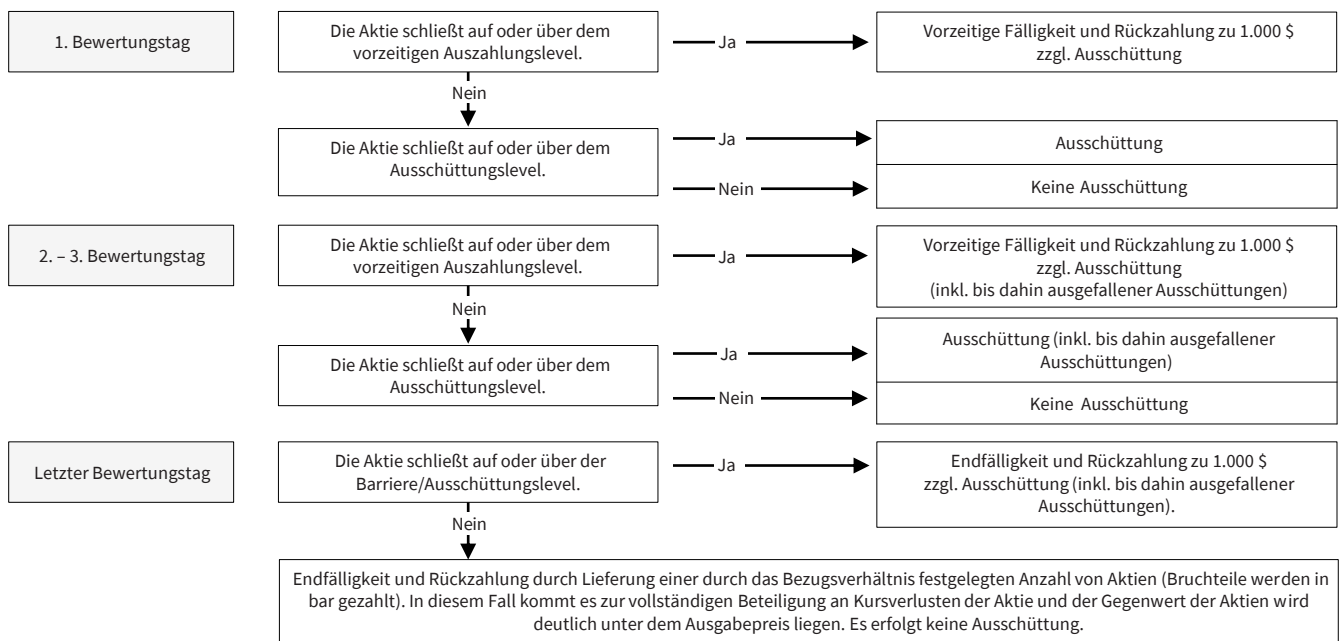 1. Bewertungstag
Die Aktie schließt auf oder über dem
vorzeitigen Auszahlungslevel.
Ja
Vorzeitige Fälligkeit und Rückzahlung zu 1.000 $
zzgl. Ausschüttung
Nein
Die Aktie schließt auf oder über dem
Ausschüttungslevel.
Ja
Ausschüttung
Nein
Keine Ausschüttung
2. – 3. Bewertungstag
Die Aktie schließt auf oder über dem
vorzeitigen Auszahlungslevel.
Ja
Vorzeitige Fälligkeit und Rückzahlung zu 1.000 $
zzgl. Ausschüttung
(inkl. bis dahin ausgefallener Ausschüttungen)
Nein
Die Aktie schließt auf oder über dem
Ausschüttungslevel.
Ja
Ausschüttung (inkl. bis dahin ausgefallener
Ausschüttungen)
Nein
Keine Ausschüttung
Letzter Bewertungstag
Die Aktie schließt auf oder über der
Barriere/Ausschüttungslevel.
Ja
Endfälligkeit und Rückzahlung zu 1.000 $
zzgl. Ausschüttung (inkl. bis dahin ausgefallener
Ausschüttungen).
Nein
Endfälligkeit und Rückzahlung durch Lieferung einer durch das Bezugsverhältnis festgelegten Anzahl von Aktien (Bruchteile werden in
bar gezahlt). In diesem Fall kommt es zur vollständigen Beteiligung an Kursverlusten der Aktie und der Gegenwert der Aktien wird
deutlich unter dem Ausgabepreis liegen. Es erfolgt keine Ausschüttung.